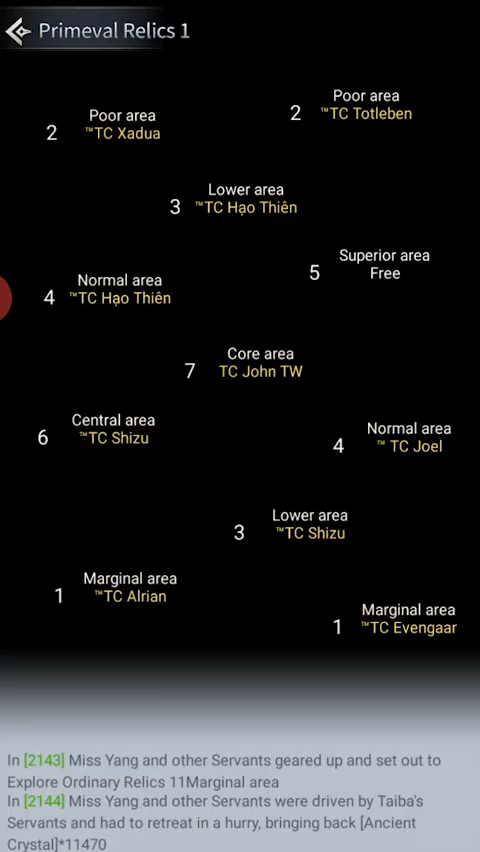 Primeval Relics 1
Poor area
2 ™TC Totleben
Poor area
2 ™TC Xadua
Lower area
3 ™TC Hạo Thiên
Superior area
5 Free
Normal area
4 ™TC Hạo Thiên
Core area
7 TC John TW
Central area
6 ™TC Shizu
Normal area
4 ™ TC Joel
Lower area
3 ™TC Shizu
Marginal area
1 ™TC Alrian
Marginal area
1 ™TC Evengaar
In [2143] Miss Yang and other Servants geared up and set out to
Explore Ordinary Relics 11Marginal area
In [2144] Miss Yang and other Servants were driven by Taiba's
Servants and had to retreat in a hurry, bringing back [Ancient
Crystal]*11470